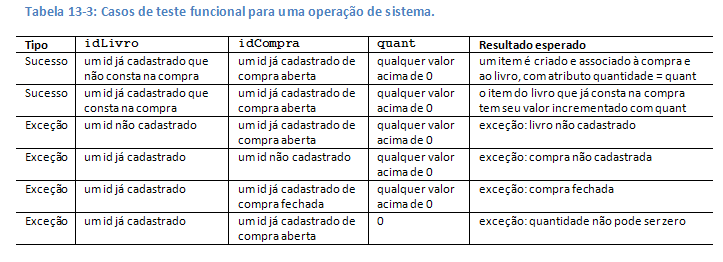 Tabela 13-3: Casos de teste funcional para uma operação de sistema.
Tipo idLivro idCompra quant Resultado esperado
Sucesso um id já cadastrado que não consta na compra um id já cadastrado de compra aberta qualquer valor acima de 0 um item é criado e associado à compra e ao livro, com atributo quantidade = quant
Sucesso um id já cadastrado que consta na compra um id já cadastrado de compra aberta qualquer valor acima de 0 o item do livro que já consta na compra tem seu valor incrementado com quant
Exceção um id não cadastrado um id já cadastrado de compra aberta qualquer valor acima de 0 exceção: livro não cadastrado
Exceção um id já cadastrado um id não cadastrado qualquer valor acima de 0 exceção: compra não cadastrada
Exceção um id já cadastrado um id já cadastrado de compra fechada qualquer valor acima de 0 exceção: compra fechada
Exceção um id já cadastrado um id já cadastrado de compra aberta 0 exceção: quantidade não pode ser zero